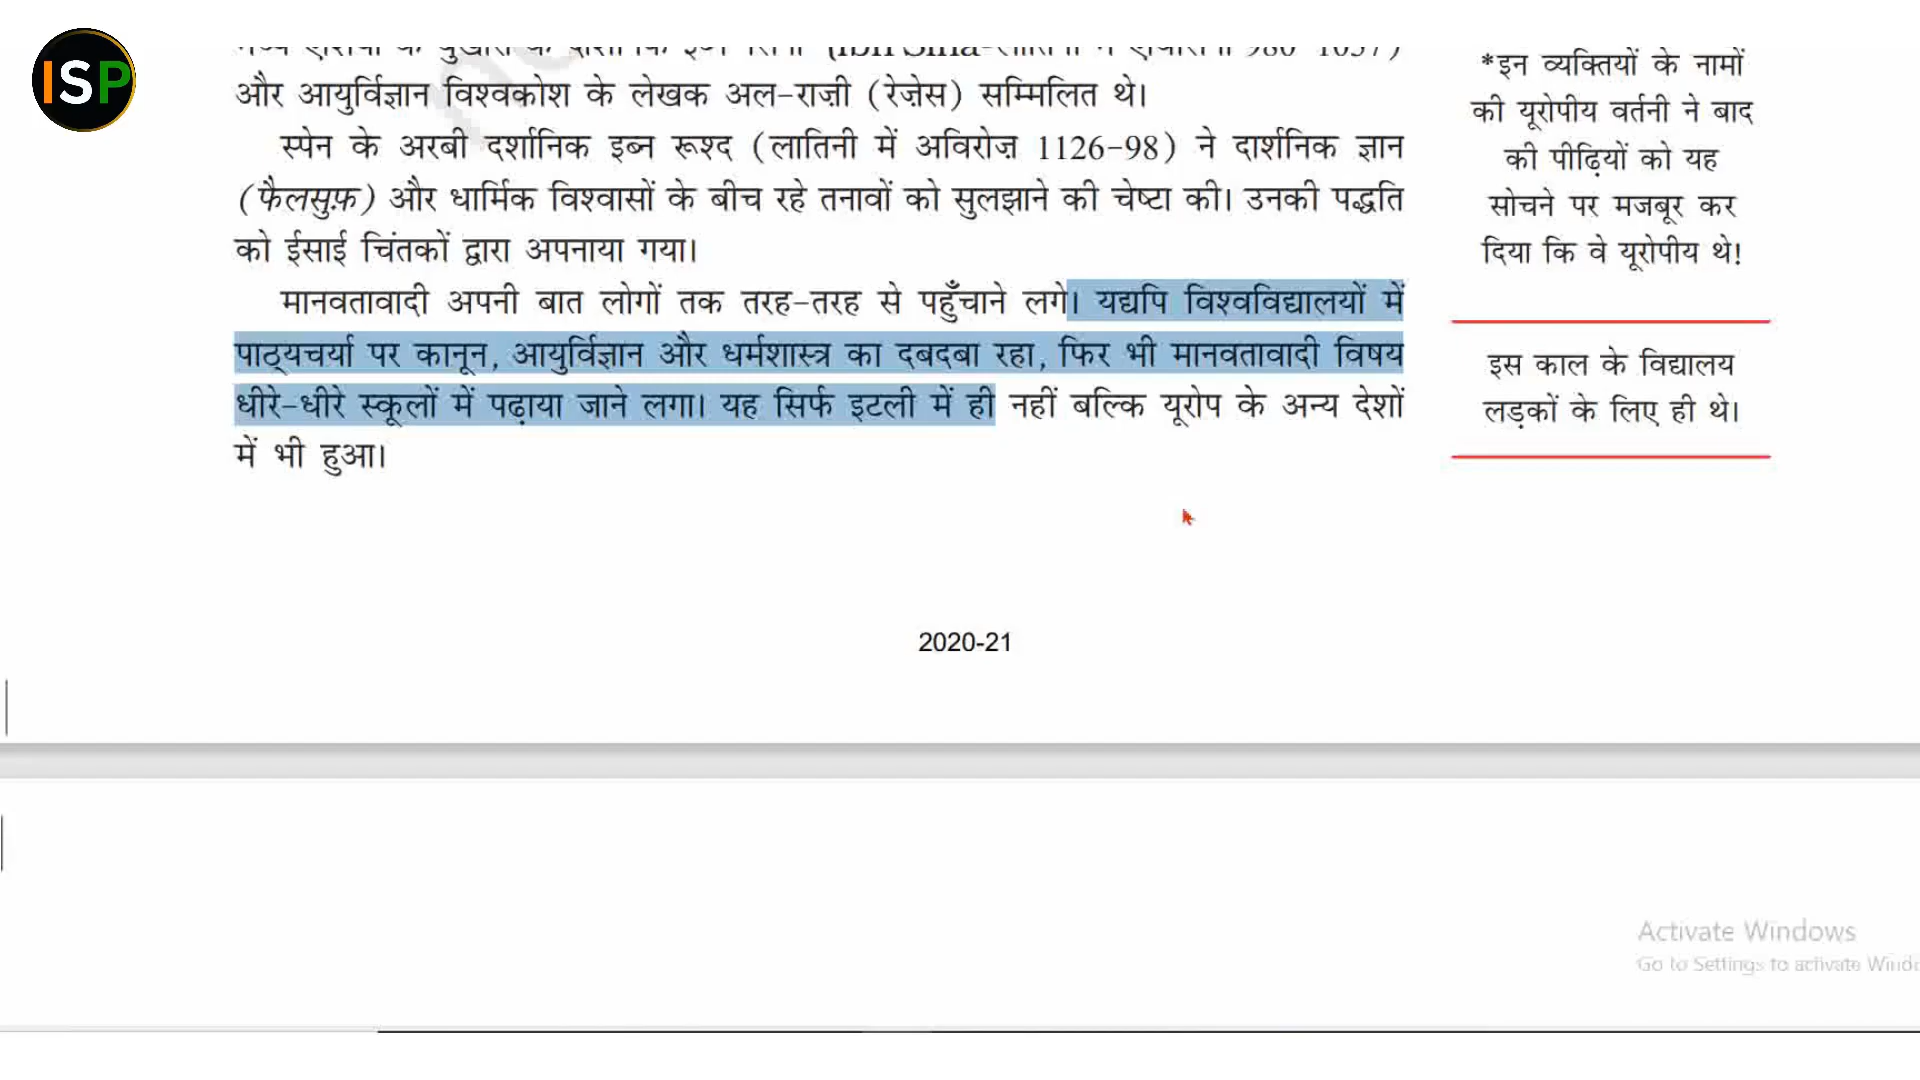 ISP
और आयुर्विज्ञान विश्वकोश के लेखक अल-राज़ी (रेज़ेस) सम्मिलित थे।
स्पेन के अरबी दर्शानिक इब्न रूश्द (लातिनी में अविरोज़ 1126-98) ने दार्शनिक ज्ञान
(फैलसुफ़) और धार्मिक विश्वासों के बीच रहे तनावों को सुलझाने की चेष्टा की। उनकी पद्धति
को ईसाई चिंतकों द्वारा अपनाया गया।
मानवतावादी अपनी बात लोगों तक तरह-तरह से पहुँचाने लगे। यद्यपि विश्वविद्यालयों में
पाठ्यचर्या पर कानून, आयुर्विज्ञान और धर्मशास्त्र का दबदबा रहा, फिर भी मानवतावादी विषय
धीरे-धीरे स्कूलों में पढ़ाया जाने लगा। यह सिर्फ इटली में ही नहीं बल्कि यूरोप के अन्य देशों
में भी हुआ।
*इन व्यक्तियों के नामों
की यूरोपीय वर्तनी ने बाद
की पीढ़ियों को यह
सोचने पर मजबूर कर
दिया कि वे यूरोपीय थे!
इस काल के विद्यालय
लड़कों के लिए ही थे।
2020-21
Activate Windows
Go to Settings to activate